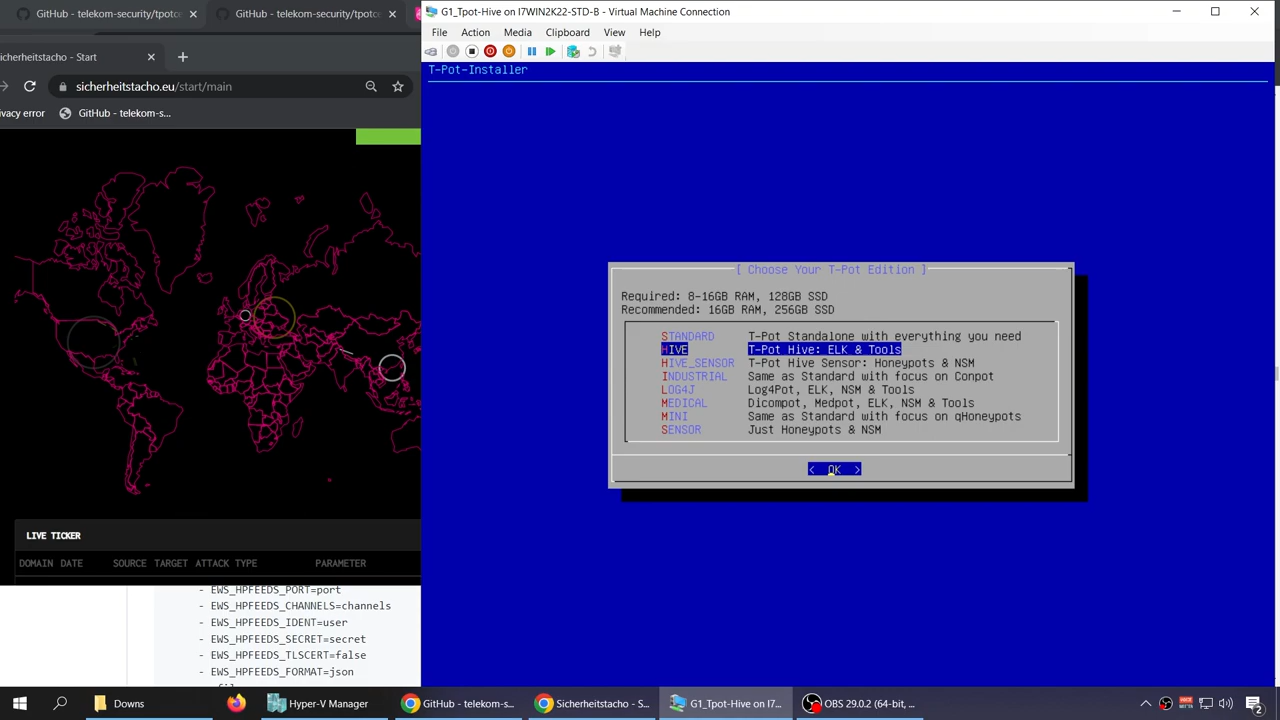 GitHub - telekom-security/tpotc
GitHub - telekom-security/tpotc
icherheitstacho - Start
sicherheitstacho.eu/start/main
ivacy error
GitHub - telekom-s...
LIVE TICKER
DOMAIN DATE SOURCE TARGET ATTACK TYPE PARAMETER
- EWS_HPFEEDS_PORT=port
- EWS_HPFEEDS_CHANNELS=channels
- EWS_HPFEEDS_IDENT=user
- EWS_HPFEEDS_SECRET=secret
- EWS_HPFEEDS_TLSCERT=false
- EWS_HPFEEDS_FORMAT=json
G1_Tpot-Hive on I7WIN2K22-STD-B - Virtual Machine Connection
File Action Media Clipboard View Help
T-Pot-Installer
[ Choose Your T-Pot Edition ]
Required: 8-16GB RAM, 128GB SSD
Recommended: 16GB RAM, 256GB SSD
STANDARD T-Pot Standalone with everything you need
HIVE T-Pot Hive: ELK & Tools
HIVE_SENSOR T-Pot Hive Sensor: Honeypots & NSM
INDUSTRIAL Same as Standard with focus on Conpot
LOG4J Log4Pot, ELK, NSM & Tools
MEDICAL Dicompot, Medpot, ELK, NSM & Tools
MINI Same as Standard with focus on qHoneypots
SENSOR Just Honeypots & NSM
< OK >
Downs
Hyper-V Manager
GitHub - telekom-s...
Sicherheitstacho - S...
G1_Tpot-Hive on I7...
OBS 29.0.2 (64-bit, ...
2